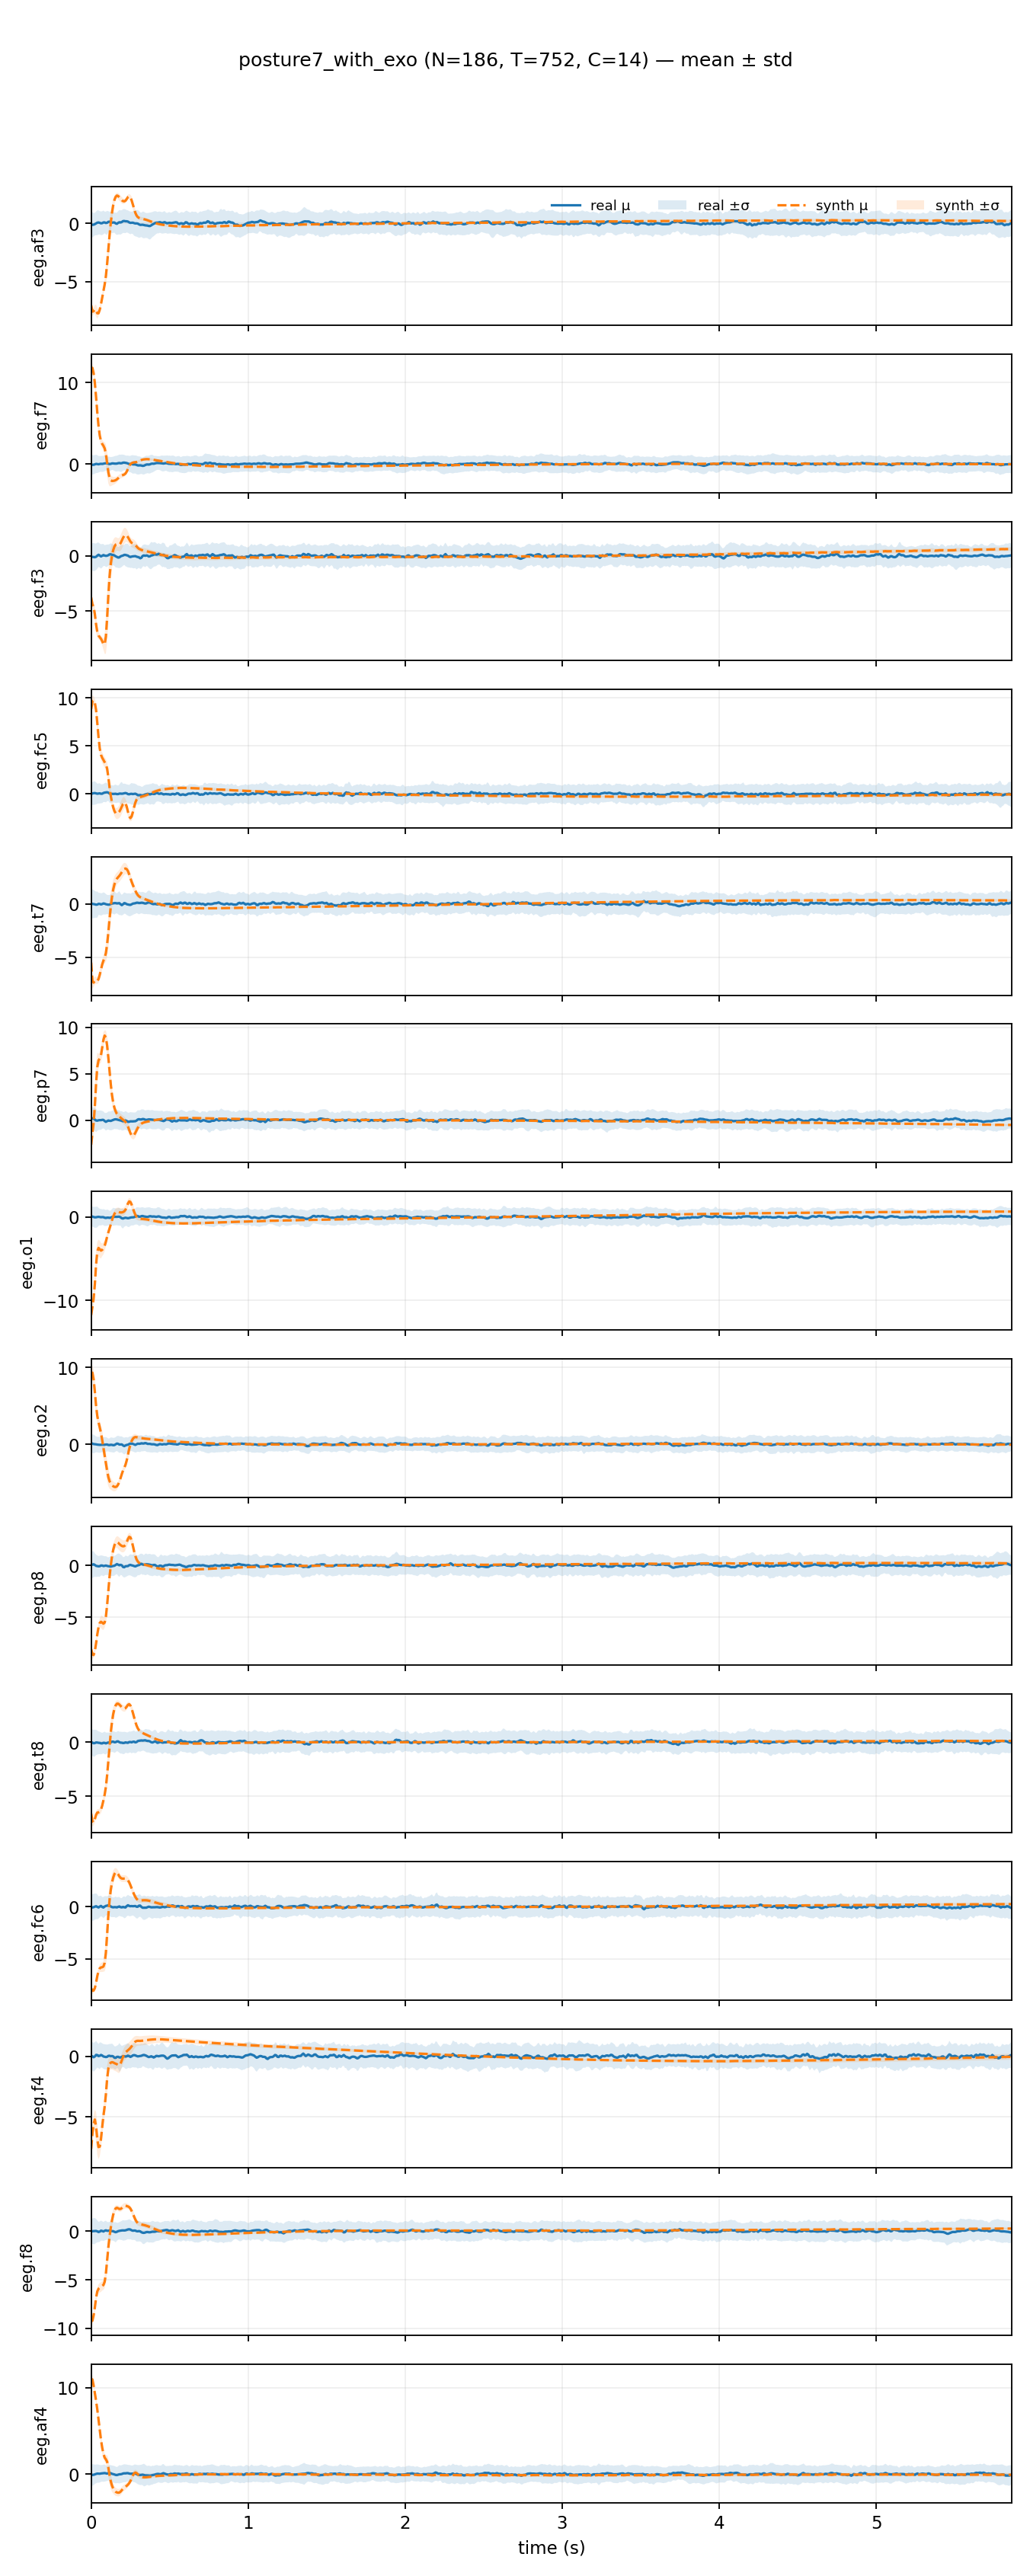 posture7_with_exo (N=186, T=752, C=14) — mean ± std
real μ real ±σ synth μ synth ±σ
0
−5
eeg.af3
10
0
eeg.f7
0
−5
eeg.f3
10
5
0
eeg.fc5
0
−5
eeg.t7
10
5
0
eeg.p7
0
−10
eeg.o1
10
0
eeg.o2
0
−5
eeg.p8
0
−5
eeg.t8
0
−5
eeg.fc6
0
−5
eeg.f4
0
−5
−10
eeg.f8
10
0
eeg.af4
0 1 2 3 4 5
time (s)